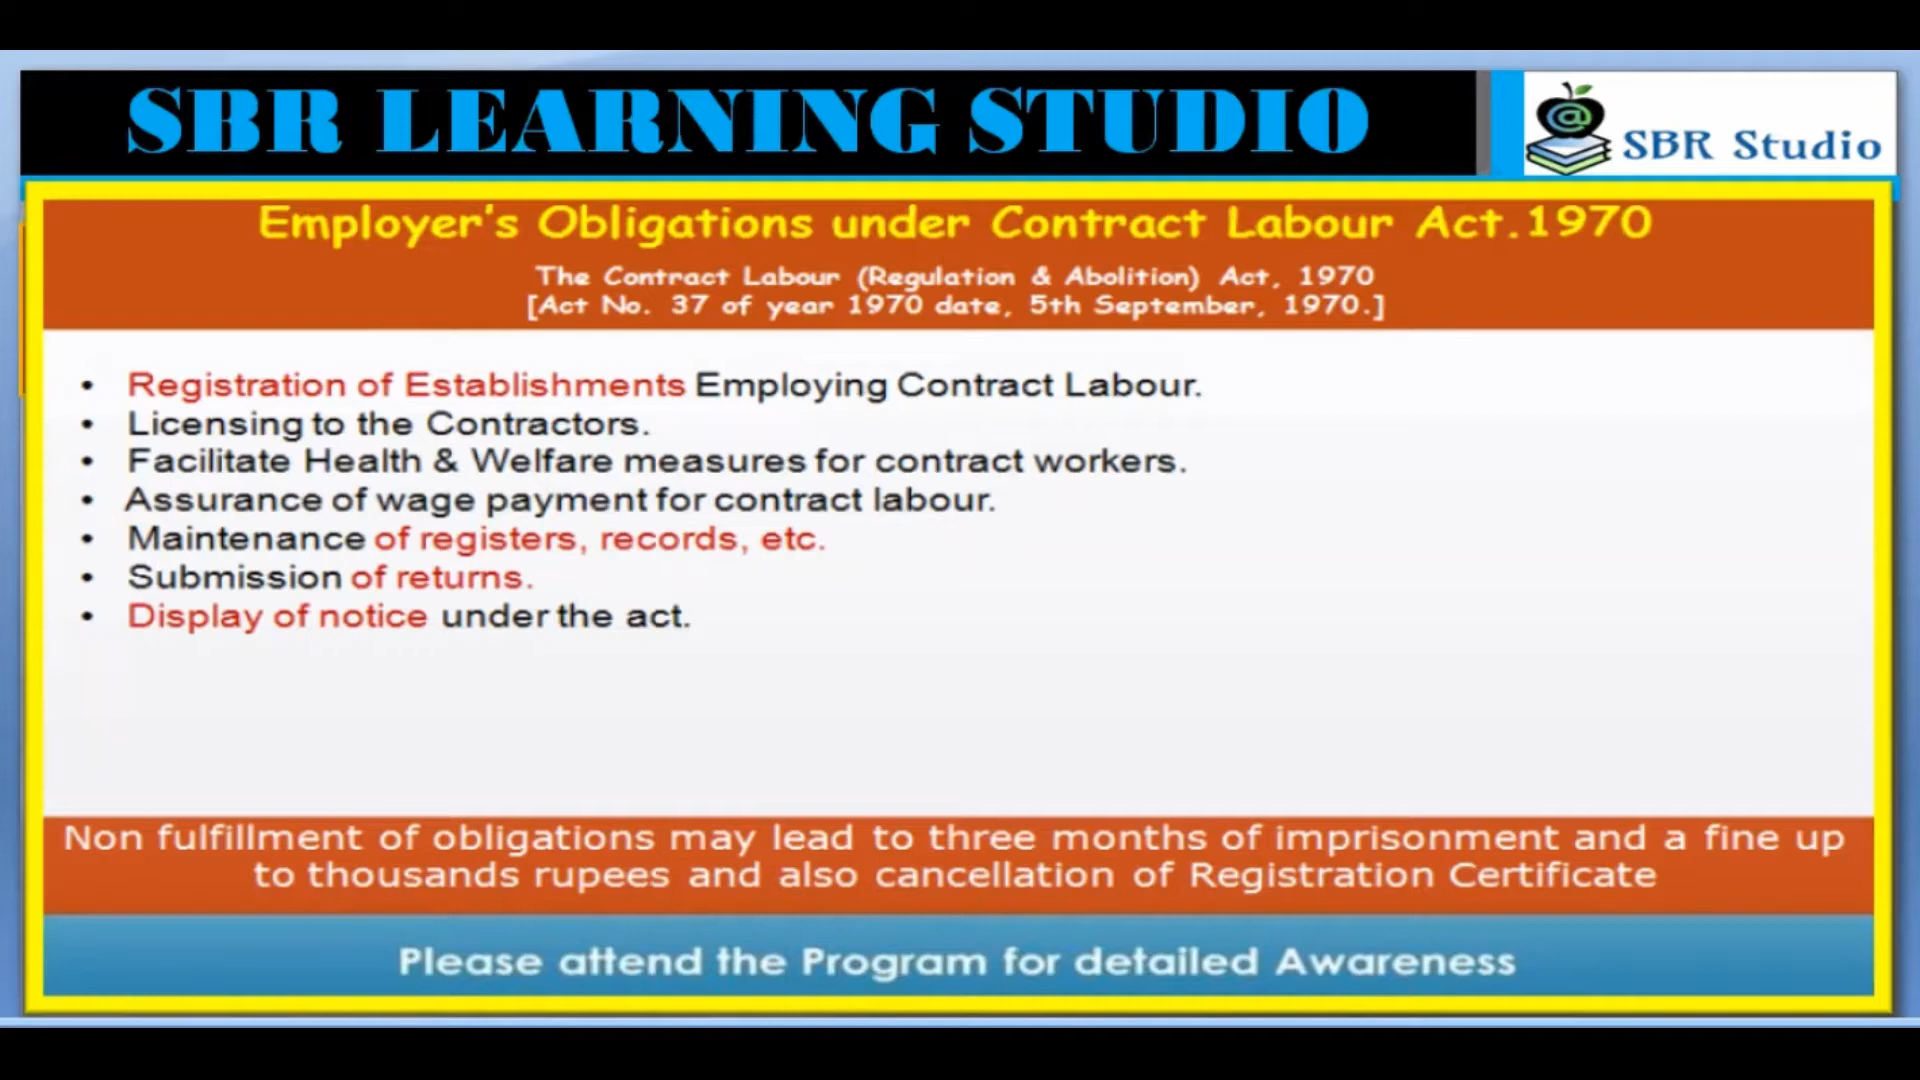 SBR LEARNING STUDIO
@
SBR Studio
Employer's Obligations under Contract Labour Act.1970
The Contract Labour (Regulation & Abolition) Act, 1970
[Act No. 37 of year 1970 date, 5th September, 1970.]
• Registration of Establishments Employing Contract Labour.
• Licensing to the Contractors.
• Facilitate Health & Welfare measures for contract workers.
• Assurance of wage payment for contract labour.
• Maintenance of registers, records, etc.
• Submission of returns.
• Display of notice under the act.
Non fulfillment of obligations may lead to three months of imprisonment and a fine up
to thousands rupees and also cancellation of Registration Certificate
Please attend the Program for detailed Awareness